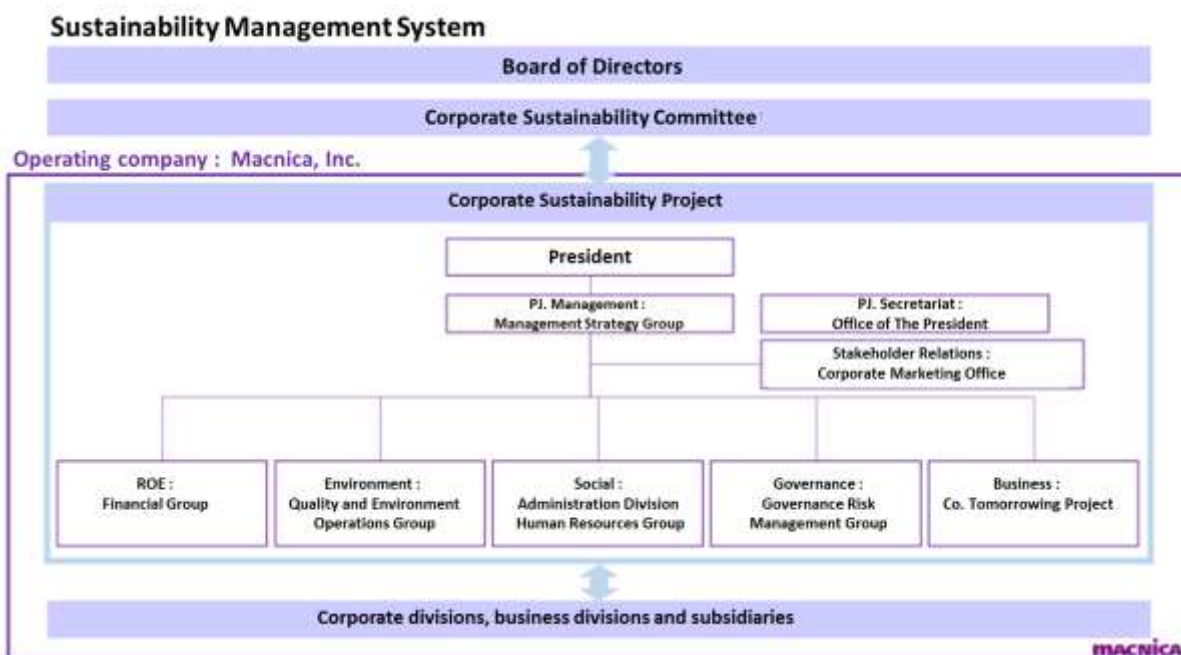 Sustainability Management System
Board of Directors
Corporate Sustainability Committee
Operating company : Macnica, Inc.
Corporate Sustainability Project
President
PJ. Management :
Management Strategy Group
PJ. Secretariat :
Office of The President
Stakeholder Relations :
Corporate Marketing Office
ROE :
Financial Group
Environment :
Quality and Environment
Operations Group
Social :
Administration Division
Human Resources Group
Governance :
Governance Risk
Management Group
Business :
Co. Tomorrowing Project
Corporate divisions, business divisions and subsidiaries
macnica